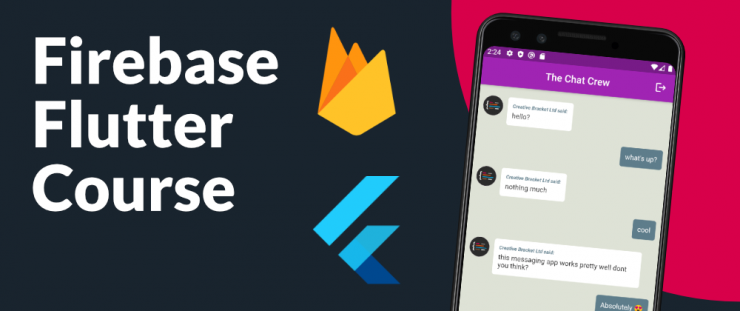 Firebase
Flutter
Course
2:24
The Chat Crew
Creative Bracket Ltd said:
hello?
what's up?
Creative Bracket Ltd said:
nothing much
cool
Creative Bracket Ltd said:
this messaging app works pretty well dont
you think?
Absolutely 😍